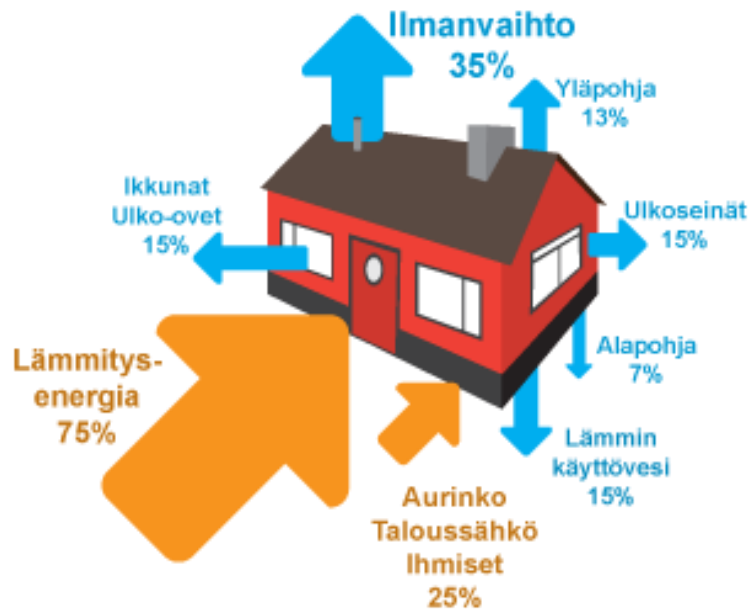 Ilmanvaihto
35%
Yläpohja
13%
Ikkunat
Ulko-ovet
15%
Ulkoseinät
15%
Lämmitys-
energia
75%
Alapohja
7%
Lämmin
käyttövesi
15%
Aurinko
Taloussähkö
Ihmiset
25%